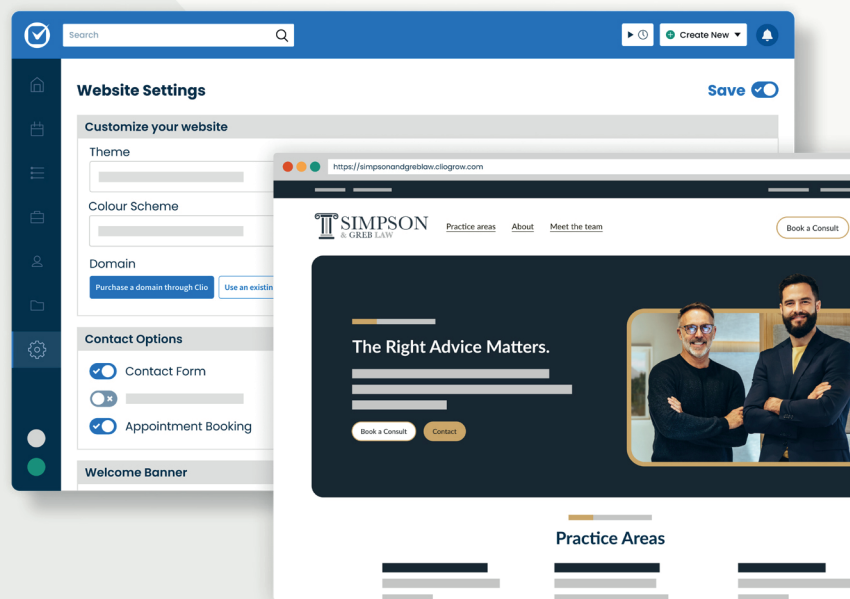 Search
Create New
Website Settings
Save
Customize your website
Theme
Colour Scheme
Domain
Purchase a domain through Clio
Use an existin
Contact Options
Contact Form
Appointment Booking
Welcome Banner
https://simpsonandgreblaw.cliogrow.com
SIMPSON
& GREB LAW
Practice areas
About
Meet the team
Book a Consult
The Right Advice Matters.
Book a Consult
Contact
Practice Areas